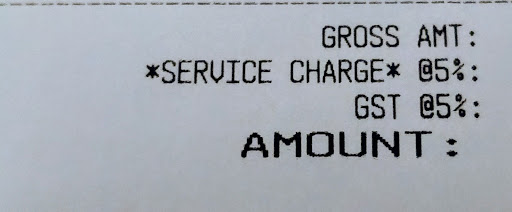 GROSS AMT:
*SERVICE CHARGE* @5%:
GST @5%:
AMOUNT: